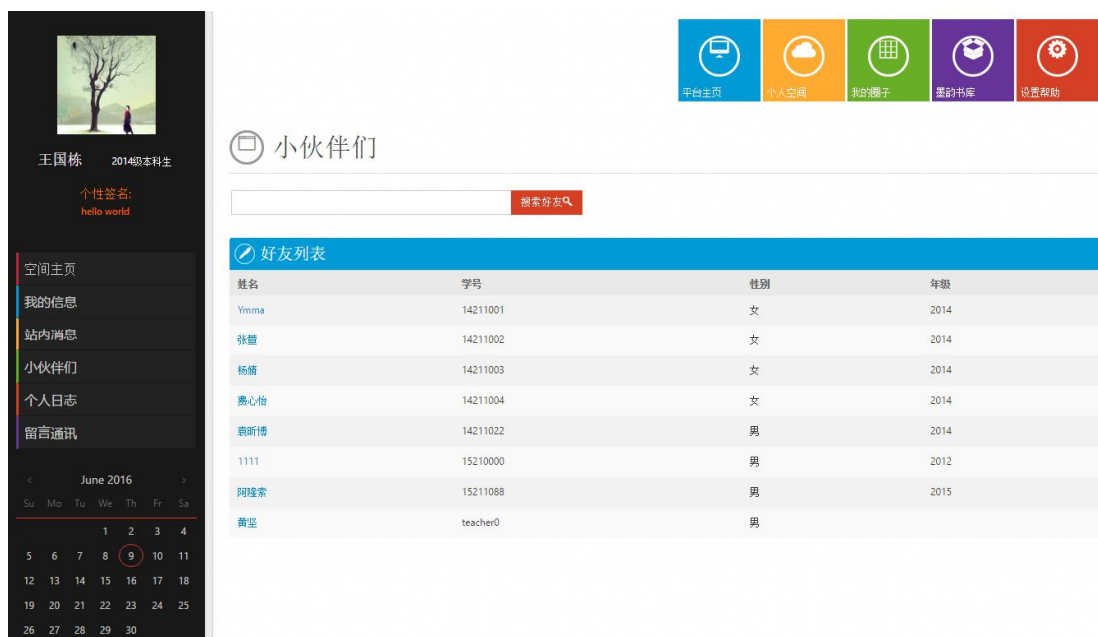 平台主页 个人空间 我的圈子 墨韵书库 设置帮助
王国栋 2014级本科生
个性签名:
hello world
空间主页
我的信息
站内消息
小伙伴们
个人日志
留言通讯
< June 2016 >
Su Mo Tu We Th Fr Sa
1 2 3 4
5 6 7 8 9 10 11
12 13 14 15 16 17 18
19 20 21 22 23 24 25
26 27 28 29 30
小伙伴们
搜索好友
好友列表
姓名 学号 性别 年级
Ymma 14211001 女 2014
张萱 14211002 女 2014
杨婧 14211003 女 2014
费心怡 14211004 女 2014
袁昕博 14211022 男 2014
1111 15210000 男 2012
阿隆索 15211088 男 2015
黄坚 teacher0 男